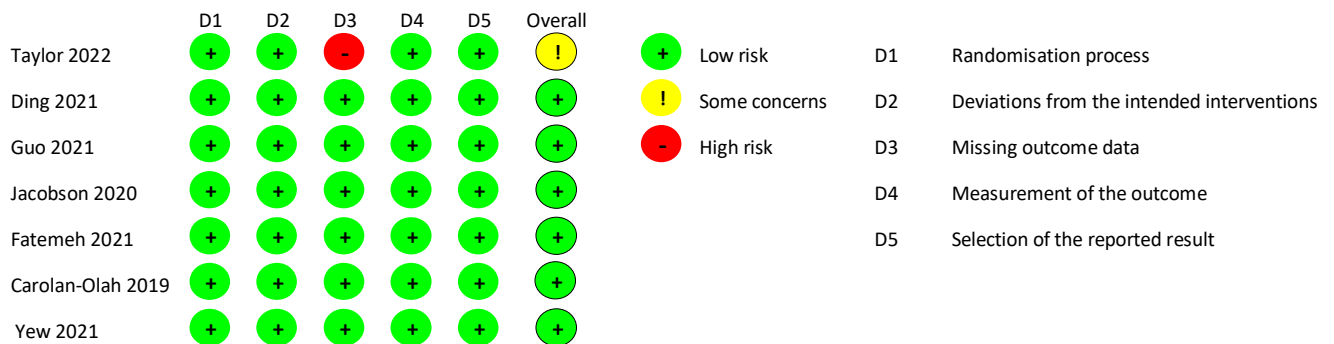 D1 D2 D3 D4 D5 Overall
Taylor 2022 + + - + + ! + Low risk D1 Randomisation process
Ding 2021 + + + + + + ! Some concerns D2 Deviations from the intended interventions
Guo 2021 + + + + + + - High risk D3 Missing outcome data
Jacobson 2020 + + + + + + D4 Measurement of the outcome
Fatemeh 2021 + + + + + + D5 Selection of the reported result
Carolan-Olah 2019 + + + + + +
Yew 2021 + + + + + +